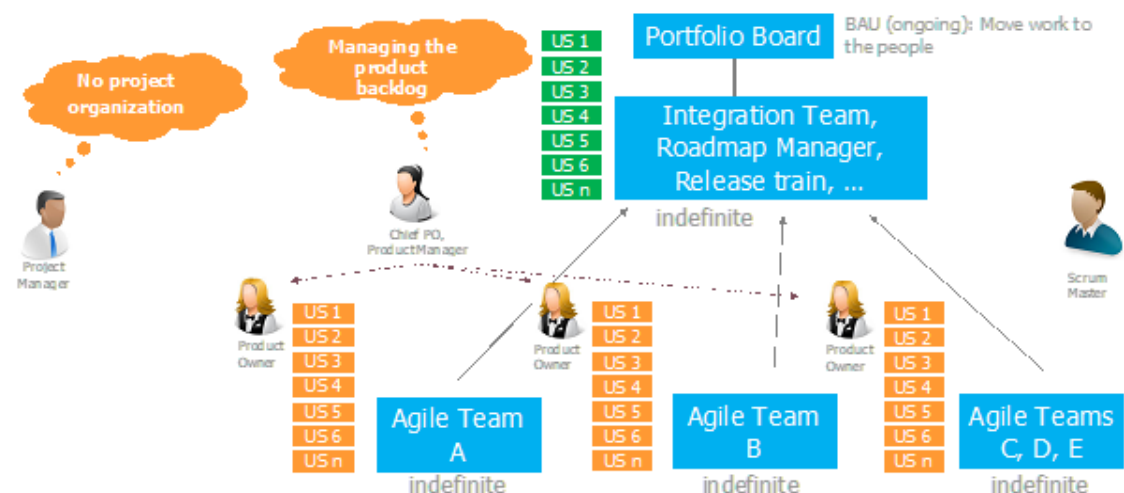 No project
organization
Managing the
product
backlog
US 1
US 2
US 3
US 4
US 5
US 6
US n
Portfolio Board
BAU (ongoing): Move work to
the people
Integration Team,
Roadmap Manager,
Release train, ...
indefinite
Project
Manager
Chief PO,
ProductManager
Scrum
Master
Product
Owner
US 1
US 2
US 3
US 4
US 5
US 6
US n
Agile Team
A
indefinite
Product
Owner
US 1
US 2
US 3
US 4
US 5
US 6
US n
Agile Team
B
indefinite
Product
Owner
US 1
US 2
US 3
US 4
US 5
US 6
US n
Agile Teams
C, D, E
indefinite